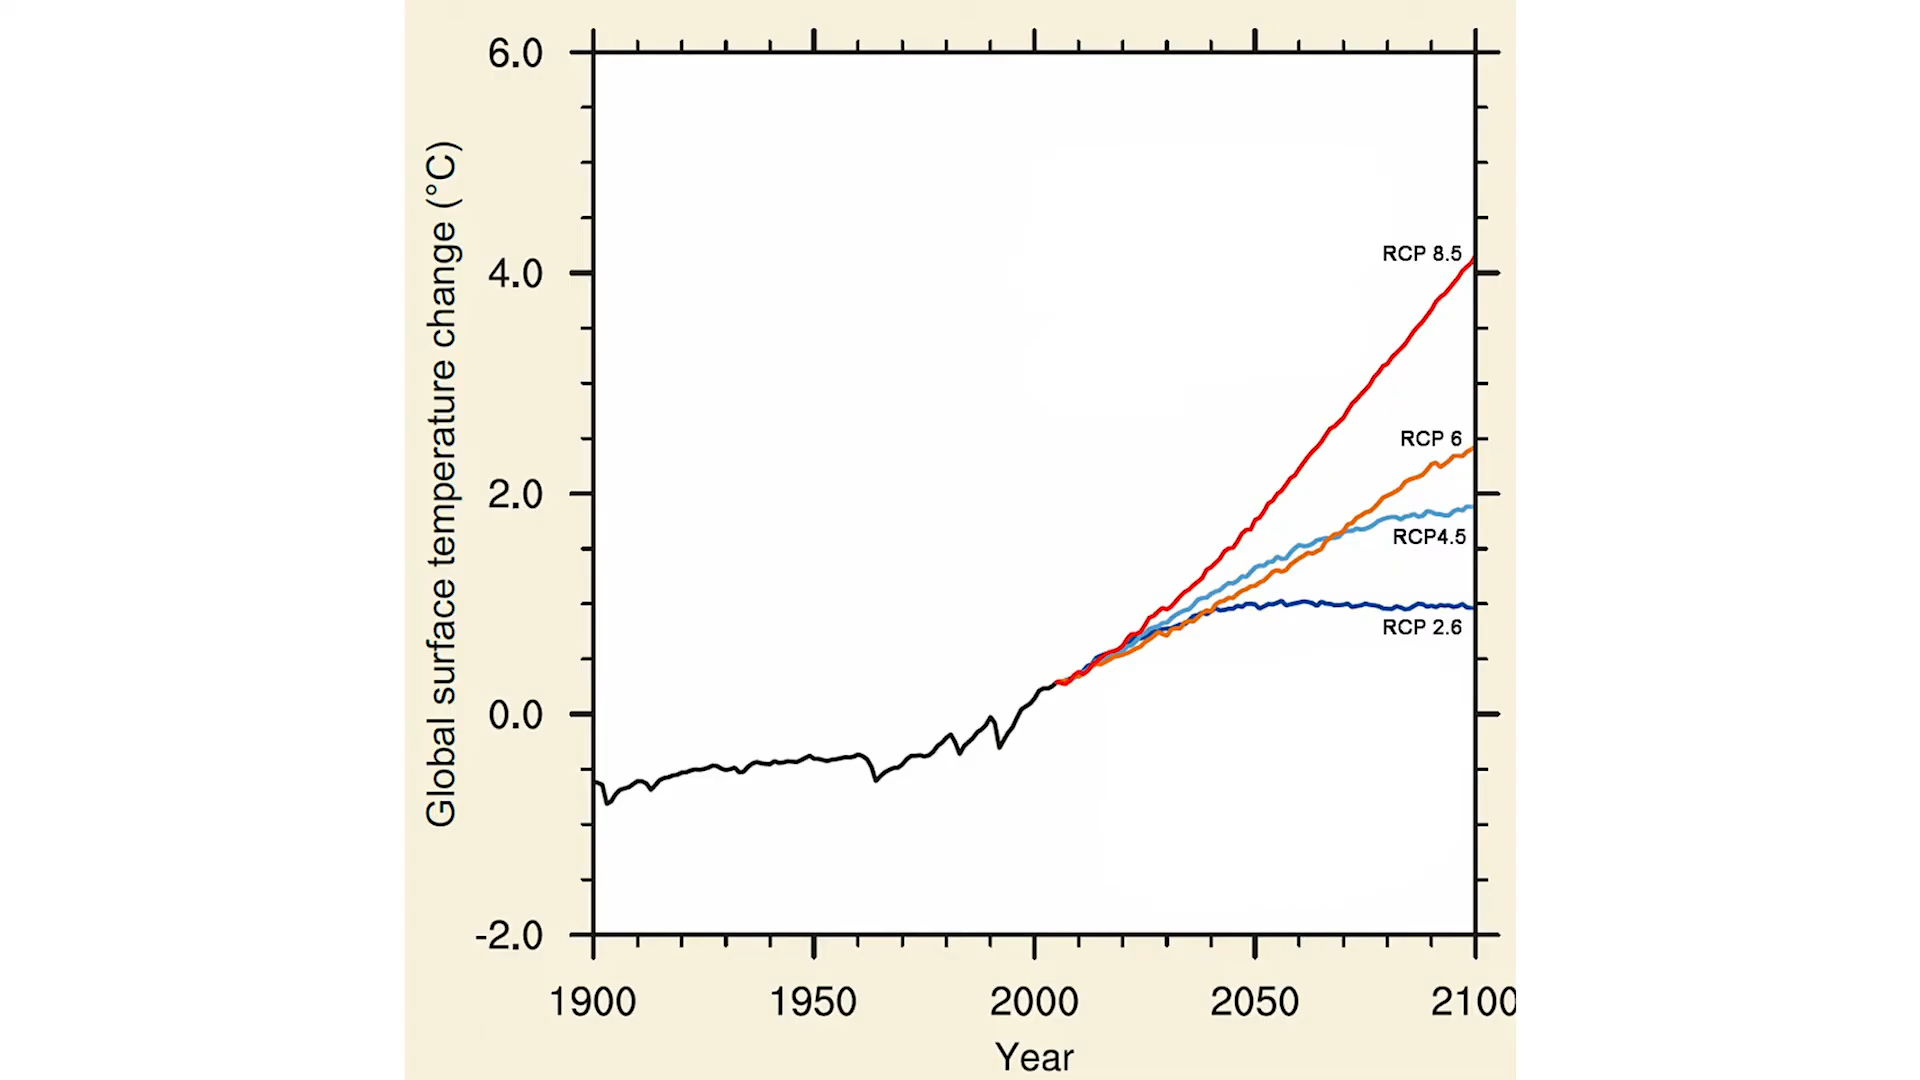 Global surface temperature change (°C)
6.0
4.0
2.0
0.0
-2.0
RCP 8.5
RCP 6
RCP4.5
RCP 2.6
1900 1950 2000 2050 2100
Year